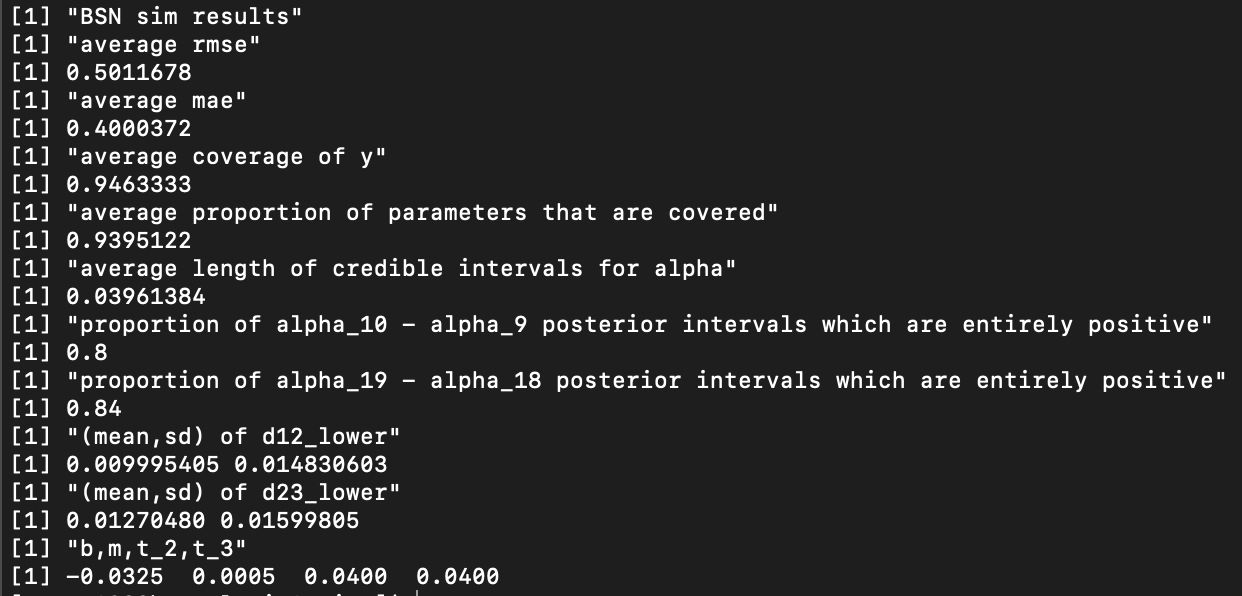 [1] "BSN sim results"
[1] "average rmse"
[1] 0.5011678
[1] "average mae"
[1] 0.4000372
[1] "average coverage of y"
[1] 0.9463333
[1] "average proportion of parameters that are covered"
[1] 0.9395122
[1] "average length of credible intervals for alpha"
[1] 0.03961384
[1] "proportion of alpha_10 - alpha_9 posterior intervals which are entirely positive"
[1] 0.8
[1] "proportion of alpha_19 - alpha_18 posterior intervals which are entirely positive"
[1] 0.84
[1] "(mean,sd) of d12_lower"
[1] 0.009995405 0.014830603
[1] "(mean,sd) of d23_lower"
[1] 0.01270480 0.01599805
[1] "b,m,t_2,t_3"
[1] -0.0325  0.0005  0.0400  0.0400